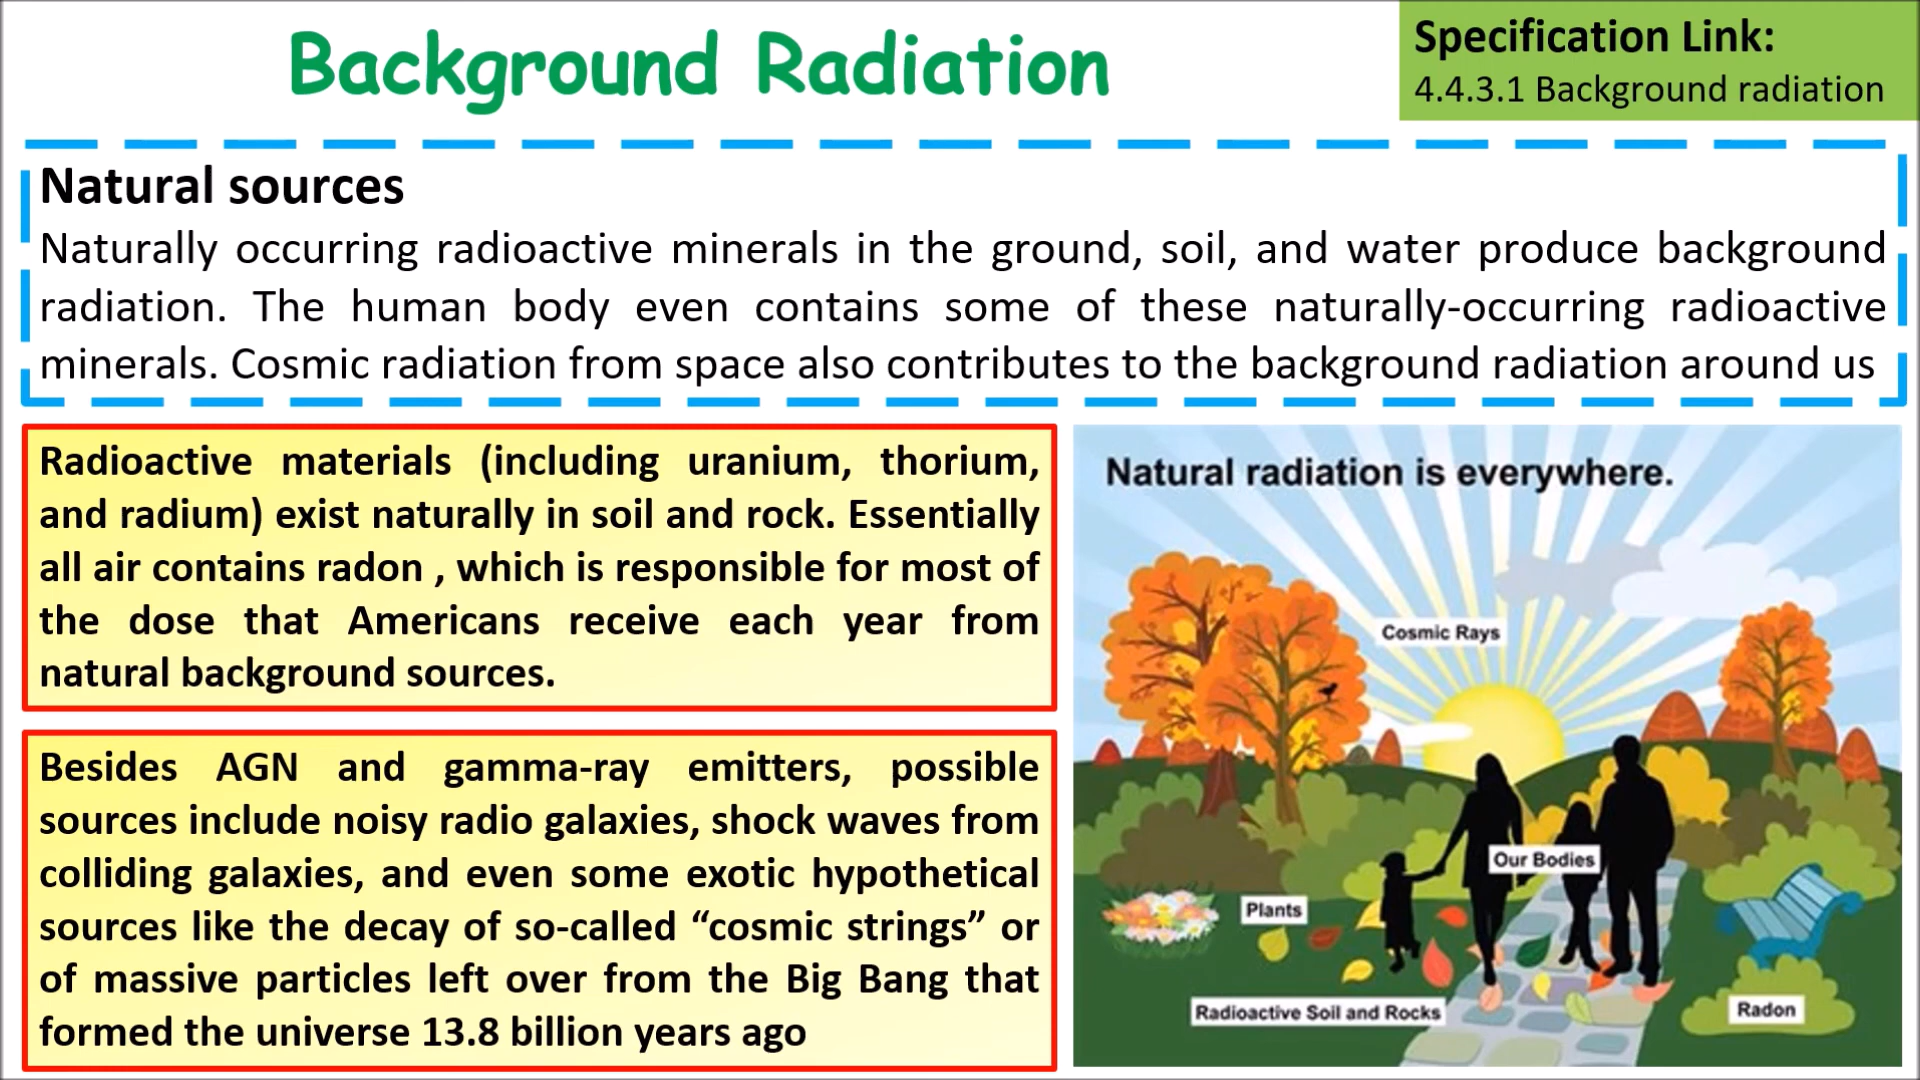 Background Radiation
Specification Link:
4.4.3.1 Background radiation
Natural sources
Naturally occurring radioactive minerals in the ground, soil, and water produce background
radiation. The human body even contains some of these naturally-occurring radioactive
minerals. Cosmic radiation from space also contributes to the background radiation around us
Radioactive materials (including uranium, thorium,
and radium) exist naturally in soil and rock. Essentially
all air contains radon , which is responsible for most of
the dose that Americans receive each year from
natural background sources.
Besides AGN and gamma-ray emitters, possible
sources include noisy radio galaxies, shock waves from
colliding galaxies, and even some exotic hypothetical
sources like the decay of so-called “cosmic strings” or
of massive particles left over from the Big Bang that
formed the universe 13.8 billion years ago
Natural radiation is everywhere.
Cosmic Rays
Our Bodies
Plants
Radioactive Soil and Rocks
Radon